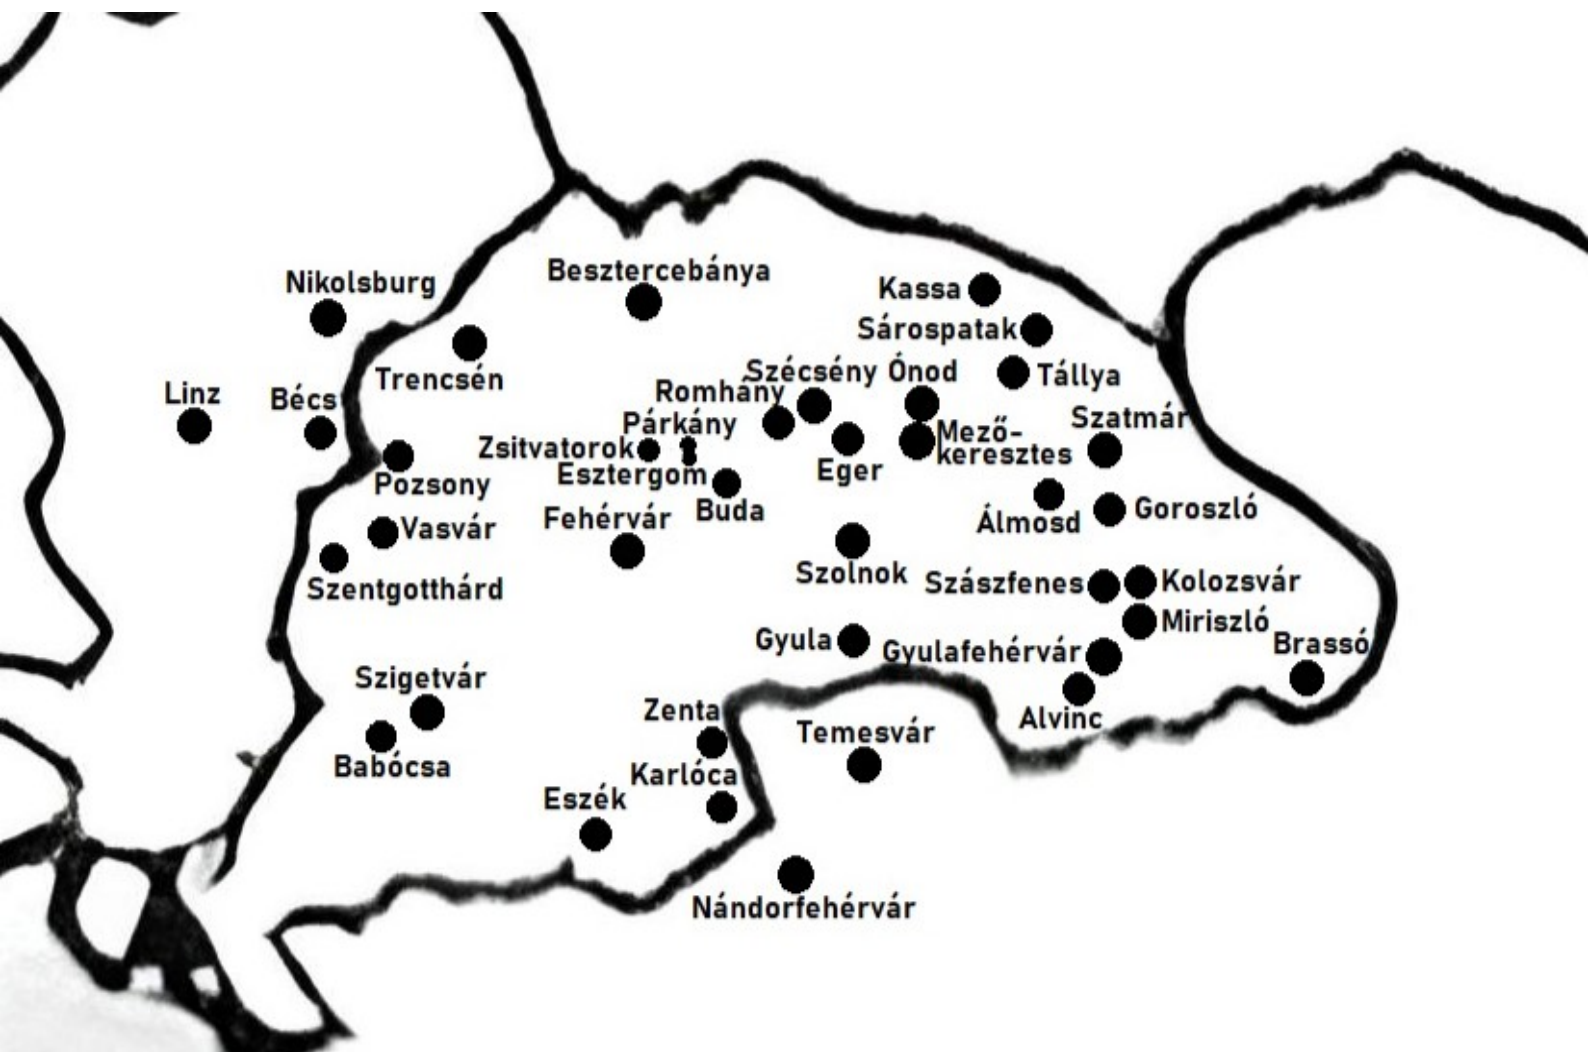 Besztercebánya
Nikolsburg
Kassa
Sárospatak
Trencsén
Szécsény
Ónod
Tállya
Linz
Bécs
Romhány
Párkány
Szatmár
Zsitvatorok
Mező-
keresztes
Eger
Esztergom
Pozsony
Buda
Goroszló
Fehérvár
Álmosd
Vasvár
Szolnok
Szentgotthárd
Szászfenes
Kolozsvár
Miriszló
Gyula
Gyulafehérvár
Brassó
Szigetvár
Zenta
Alvinc
Temesvár
Babócsa
Karlóca
Eszék
Nándorfehérvár